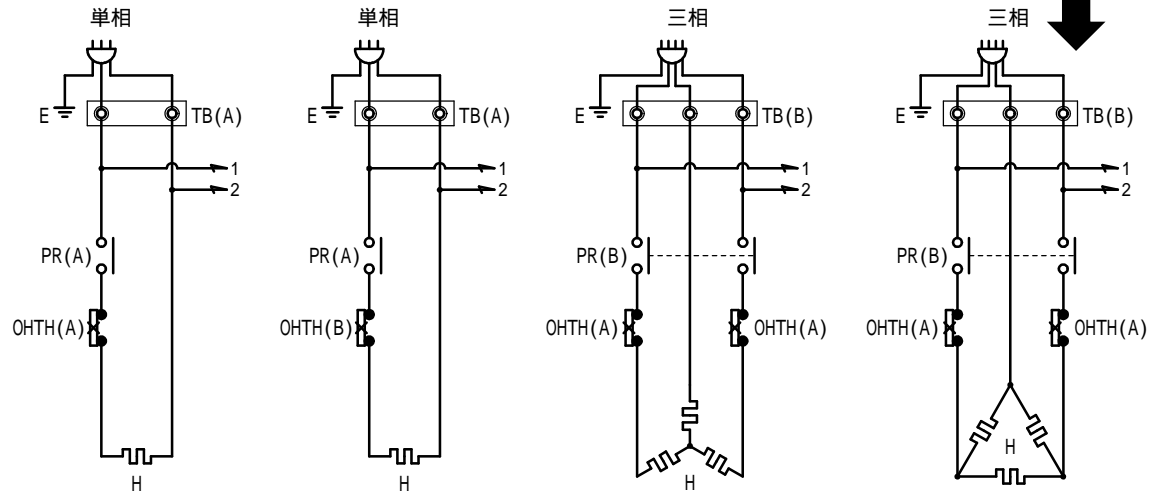 単相
単相
三相
三相
E
TB(A)
E
TB(A)
E
TB(B)
E
TB(B)
1
1
1
1
2
2
2
2
PR(A)
PR(A)
PR(B)
PR(B)
OHTH(A)
OHTH(B)
OHTH(A)
OHTH(A)
OHTH(A)
OHTH(A)
H
H
H
H